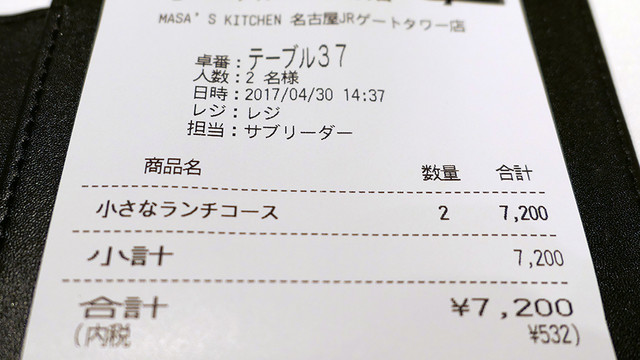 MASA'S KITCHEN 名古屋JRゲートタワー店
卓番：テーブル37
人数：2 名様
日時：2017/04/30 14:37
レジ：レジ
担当：サブリーダー
商品名 数量 合計
小さなランチコース 2 7,200
小計 7,200
合計 ¥7,200
(内税 ¥532)